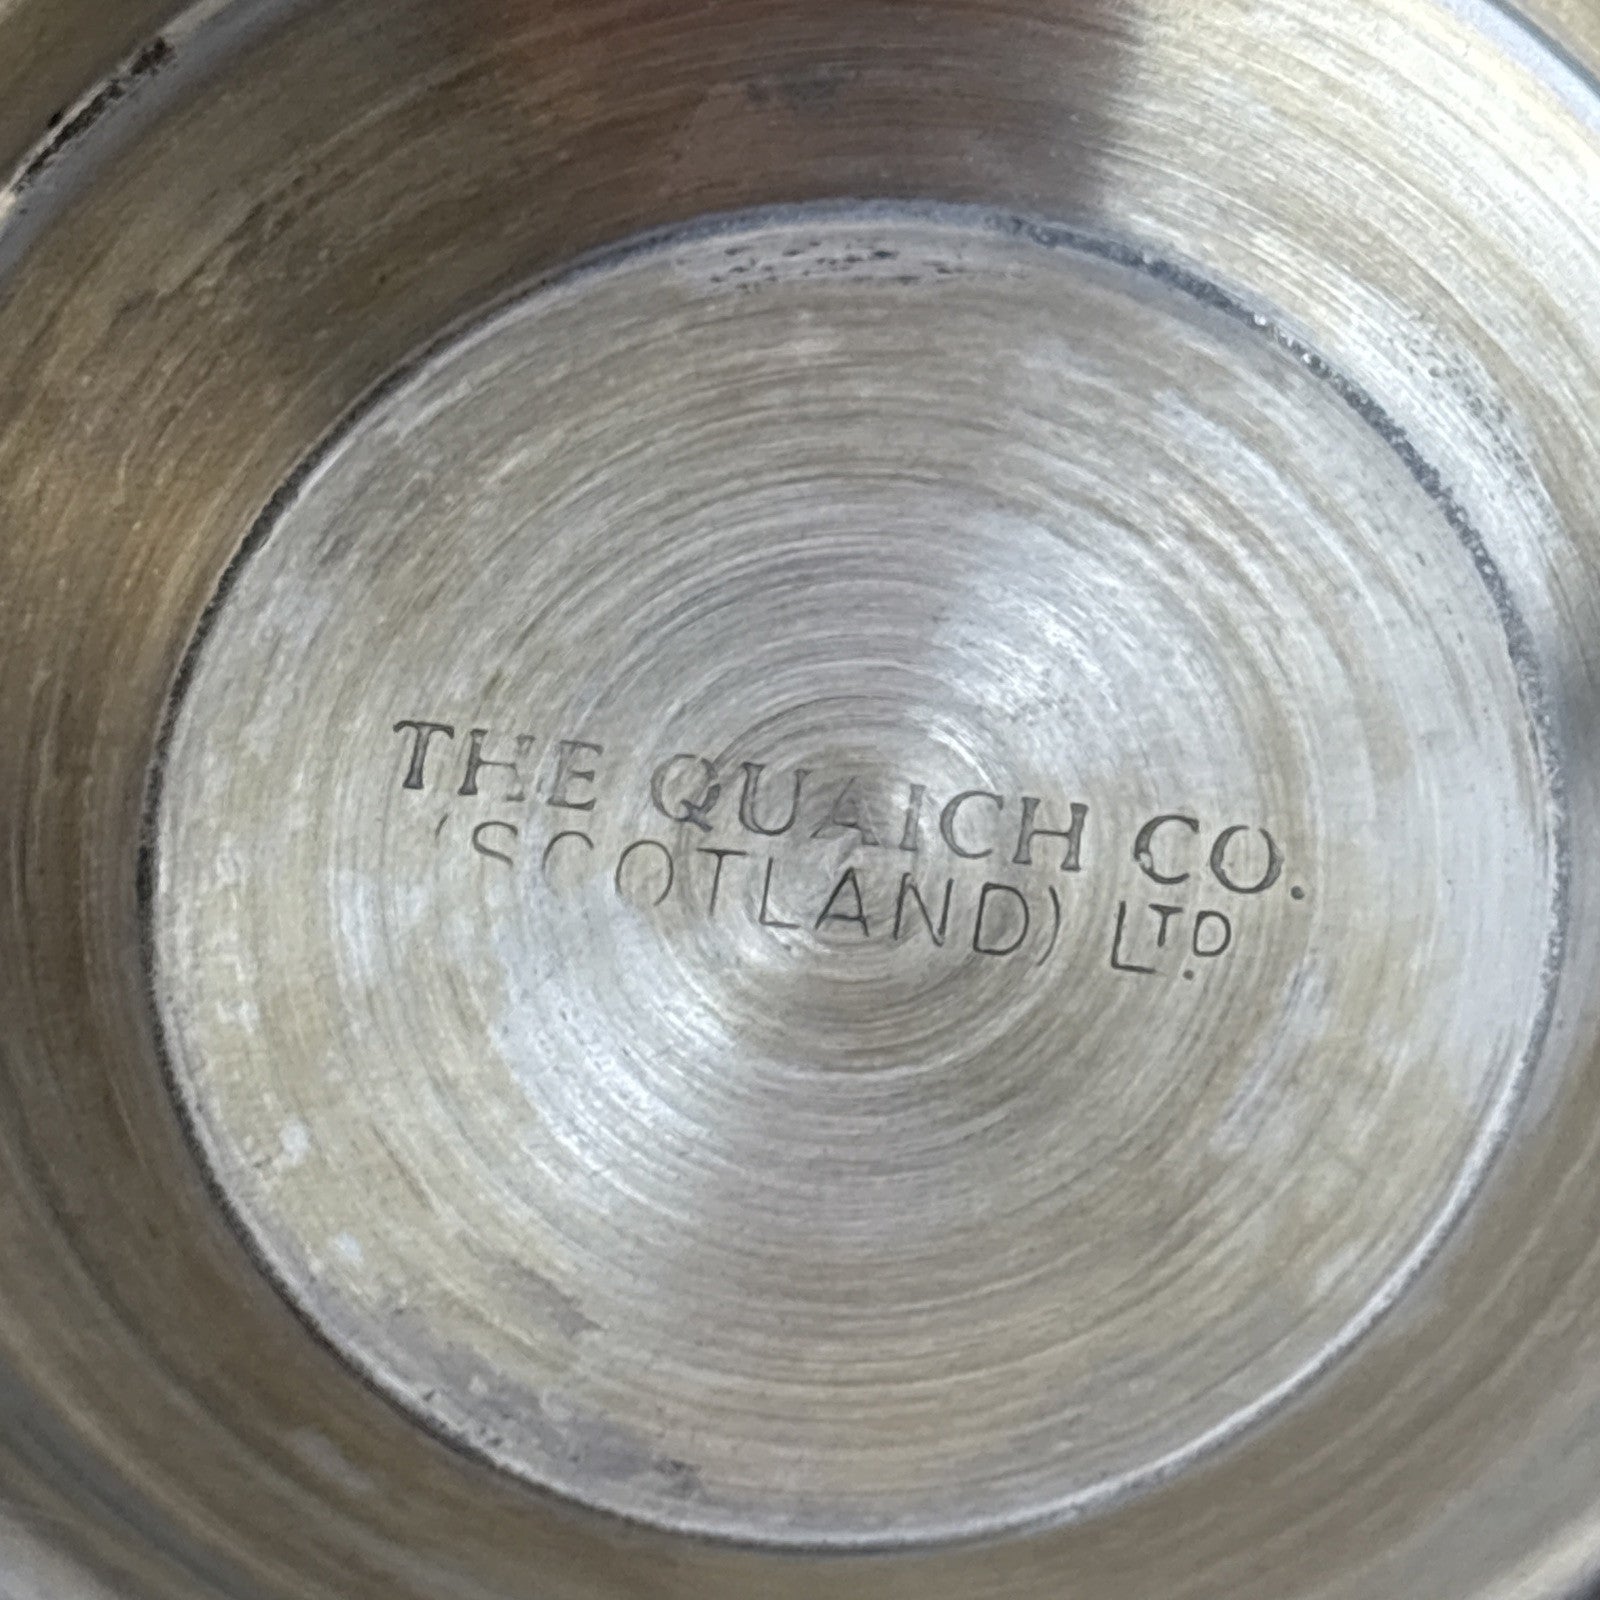 THE QUAICH CO.
(SCOTLAND) LTD.